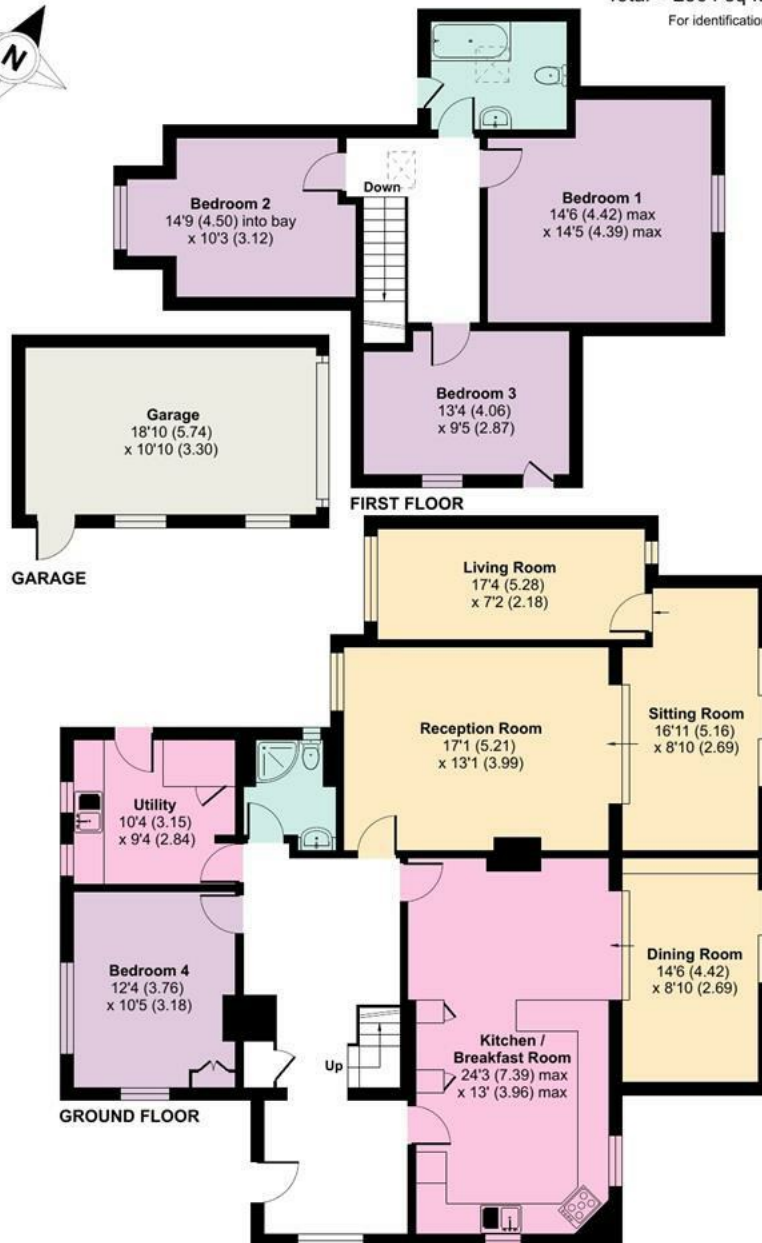 For identification
N
Bedroom 2
14'9 (4.50) into bay
x 10'3 (3.12)
Down
Bedroom 1
14'6 (4.42) max
x 14'5 (4.39) max
Garage
18'10 (5.74)
x 10'10 (3.30)
Bedroom 3
13'4 (4.06)
x 9'5 (2.87)
FIRST FLOOR
GARAGE
Living Room
17'4 (5.28)
x 7'2 (2.18)
Reception Room
17'1 (5.21)
x 13'1 (3.99)
Sitting Room
16'11 (5.16)
x 8'10 (2.69)
Utility
10'4 (3.15)
x 9'4 (2.84)
Bedroom 4
12'4 (3.76)
x 10'5 (3.18)
Dining Room
14'6 (4.42)
x 8'10 (2.69)
Kitchen /
Breakfast Room
24'3 (7.39) max
x 13' (3.96) max
Up
GROUND FLOOR